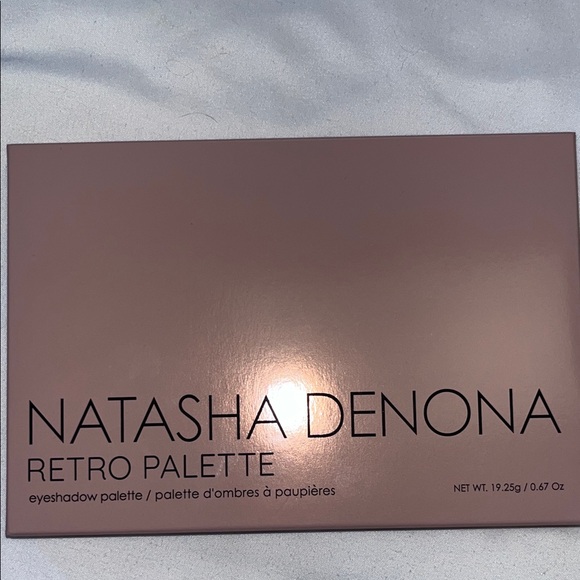 NATASHA DENONA
RETRO PALETTE
eyeshadow palette / palette d'ombres à paupières
NET WT. 19.25g / 0.67 Oz